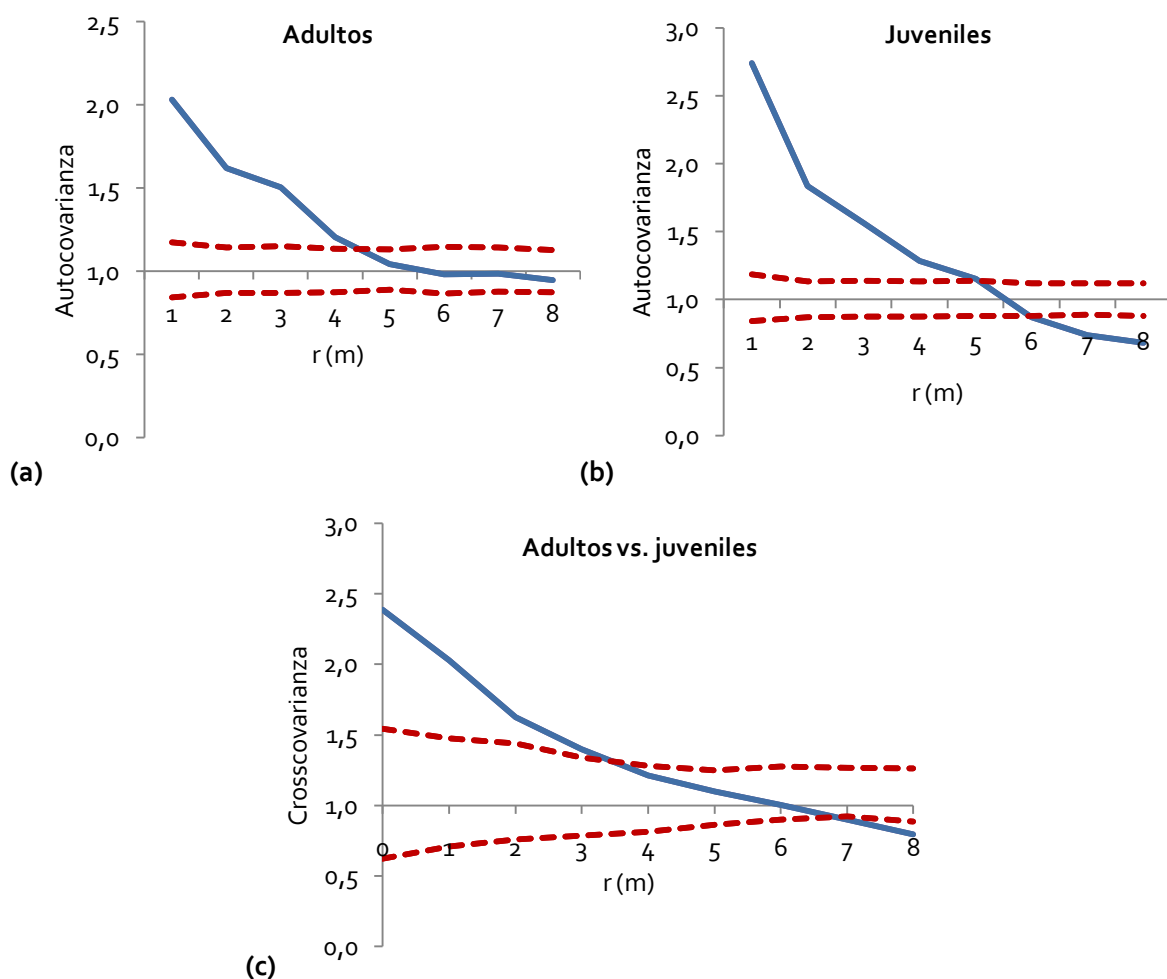 Adultos
2,5
2,0
1,5
1,0
0,5
0,0
Autocovarianza
1 2 3 4 5 6 7 8
r (m)
(a)
Juveniles
3,0
2,5
2,0
1,5
1,0
0,5
0,0
Autocovarianza
1 2 3 4 5 6 7 8
r (m)
(b)
Adultos vs. juveniles
3,0
2,5
2,0
1,5
1,0
0,5
0,0
Crosscovarianza
0 1 2 3 4 5 6 7 8
r (m)
(c)